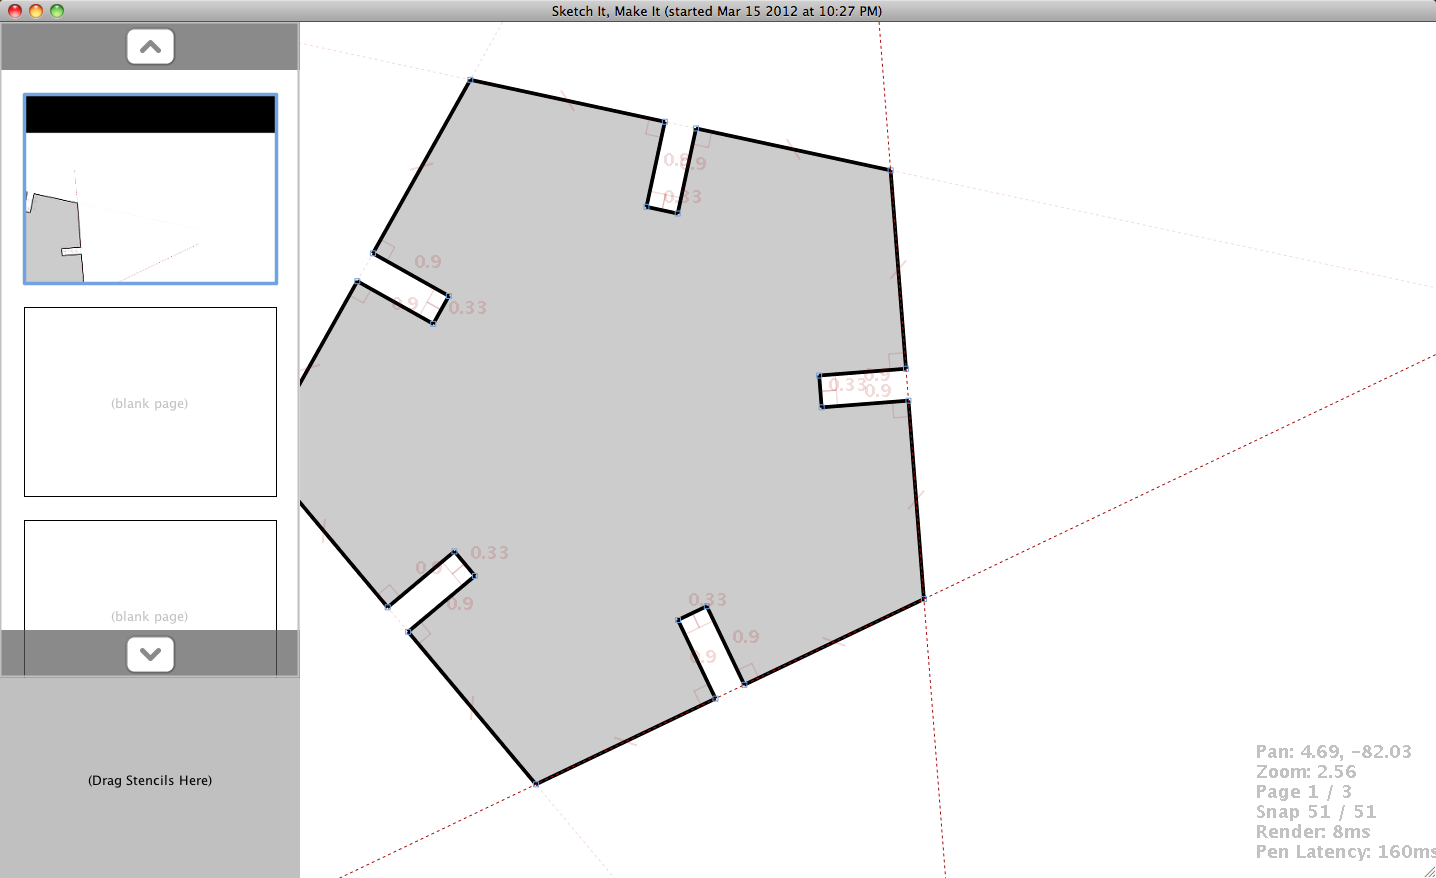 Sketch It, Make It (started Mar 15 2012 at 10:27 PM)
(blank page)
(blank page)
(Drag Stencils Here)
0.9
0.33
0.9
0.33
0.9
0.33
0.9
0.9
0.33
0.9
0.33
0.9
0.9
Pan: 4.69, -82.03
Zoom: 2.56
Page 1 / 3
Snap 51 / 51
Render: 8ms
Pen Latency: 160ms